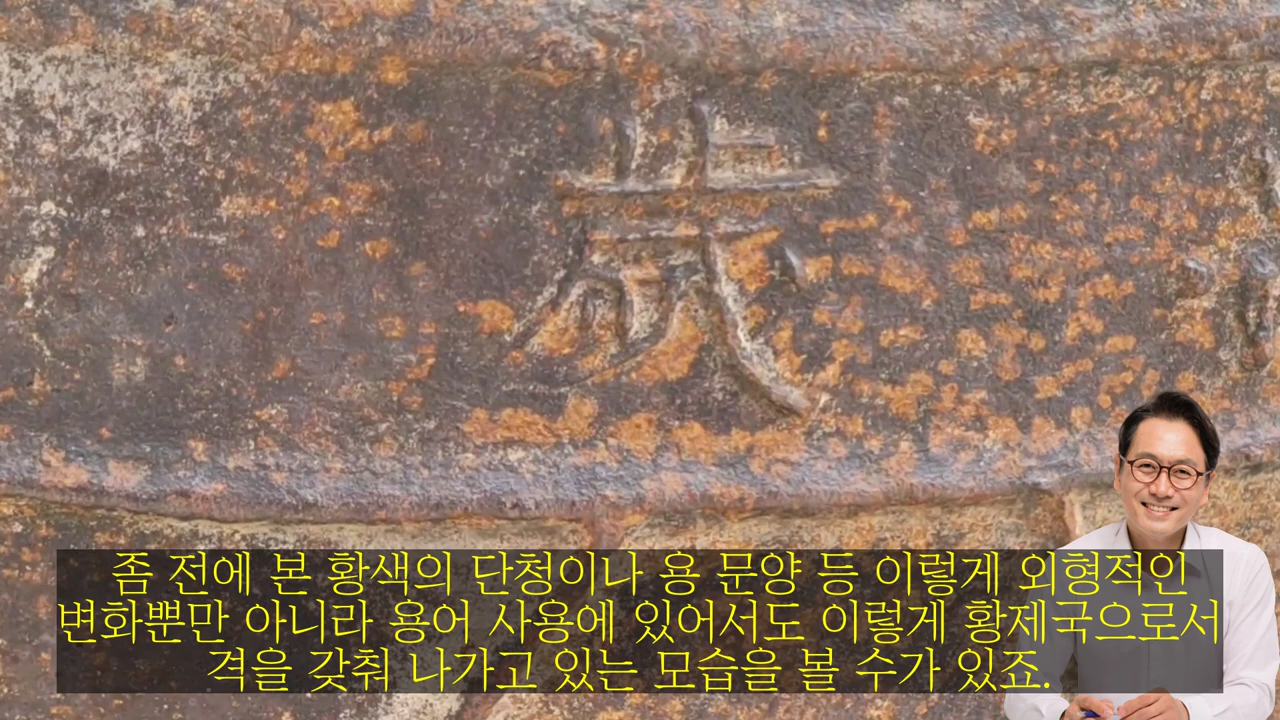 歲
좀 전에 본 황색의 단청이나 용 문양 등 이렇게 외형적인
변화뿐만 아니라 용어 사용에 있어서도 이렇게 황제국으로서
격을 갖춰 나가고 있는 모습을 볼 수가 있죠.